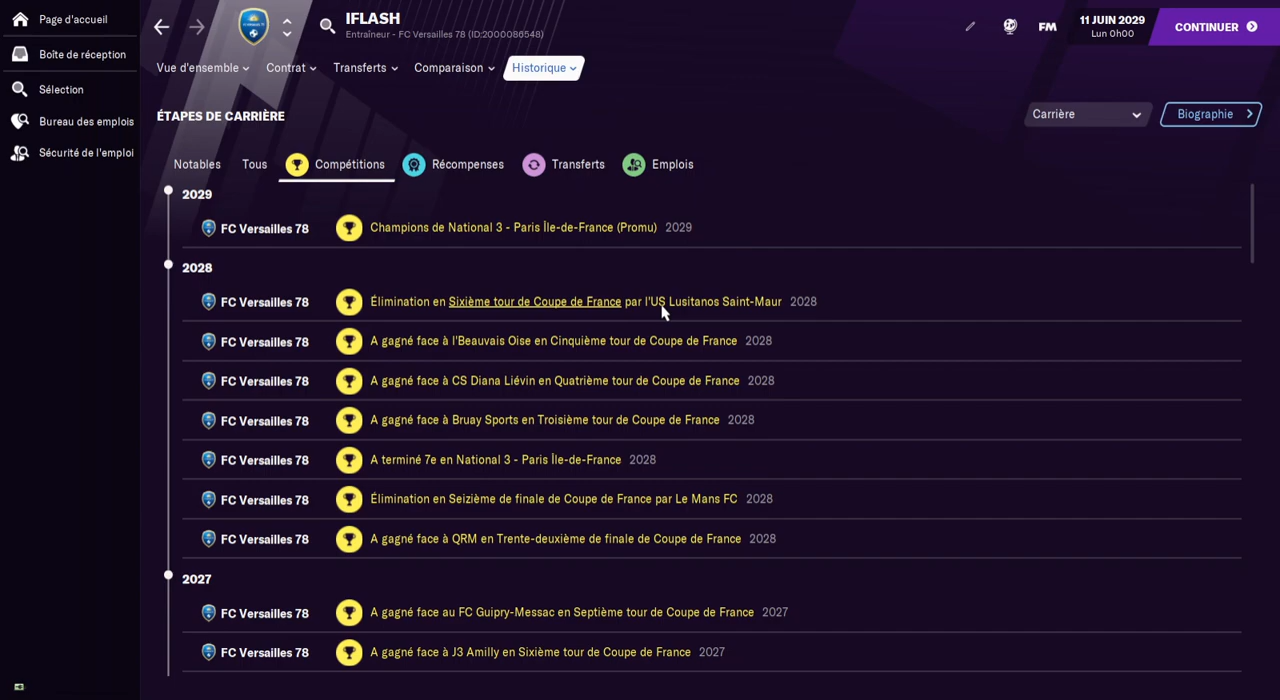 Page d'accueil
Boîte de réception
Sélection
Bureau des emplois
Sécurité de l'emploi
IFLASH
Entraîneur - FC Versailles 78 (ID:2000086548)
FM
11 JUIN 2029
Lun 0h00
CONTINUER
Vue d'ensemble
Contrat
Transferts
Comparaison
Historique
ÉTAPES DE CARRIÈRE
Carrière
Biographie
Notables
Tous
Compétitions
Récompenses
Transferts
Emplois
2029
FC Versailles 78 Champions de National 3 - Paris Île-de-France (Promu) 2029
2028
FC Versailles 78 Élimination en Sixième tour de Coupe de France par l'US Lusitanos Saint-Maur 2028
FC Versailles 78 A gagné face à l'Beauvais Oise en Cinquième tour de Coupe de France 2028
FC Versailles 78 A gagné face à CS Diana Liévin en Quatrième tour de Coupe de France 2028
FC Versailles 78 A gagné face à Bruay Sports en Troisième tour de Coupe de France 2028
FC Versailles 78 A terminé 7e en National 3 - Paris Île-de-France 2028
FC Versailles 78 Élimination en Seizième de finale de Coupe de France par Le Mans FC 2028
FC Versailles 78 A gagné face à QRM en Trente-deuxième de finale de Coupe de France 2028
2027
FC Versailles 78 A gagné face au FC Guipry-Messac en Septième tour de Coupe de France 2027
FC Versailles 78 A gagné face à J3 Amilly en Sixième tour de Coupe de France 2027